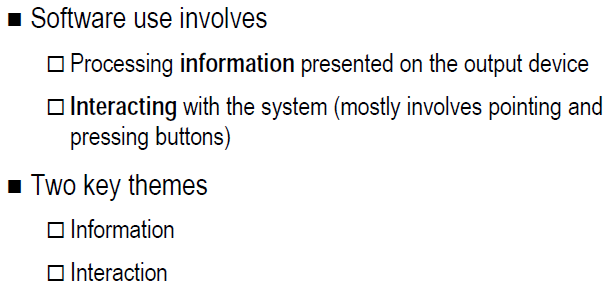 ■ Software use involves
□ Processing information presented on the output device
□ Interacting with the system (mostly involves pointing and
pressing buttons)
■ Two key themes
□ Information
□ Interaction